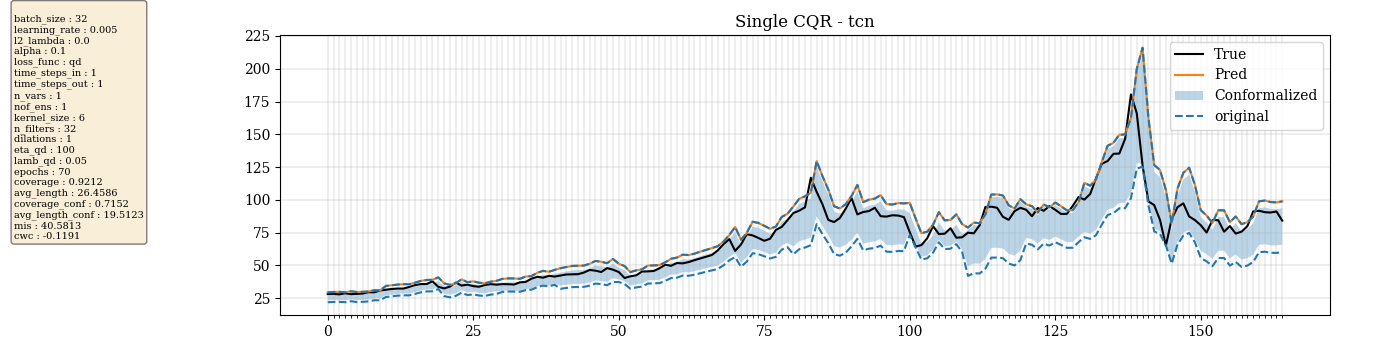 batch_size : 32
learning_rate : 0.005
l2_lambda : 0.0
alpha : 0.1
loss_func : qd
time_steps_in : 1
time_steps_out : 1
n_vars : 1
nof_ens : 1
kernel_size : 6
n_filters : 32
dilations : 1
eta_qd : 100
lamb_qd : 0.05
epochs : 70
coverage : 0.9212
avg_length : 26.4586
coverage_conf : 0.7152
avg_length_conf : 19.5123
mis : 40.5813
cwc : -0.1191
Single CQR - tcn
225
200
175
150
125
100
75
50
25
True
Pred
Conformalized
original
0 25 50 75 100 125 150